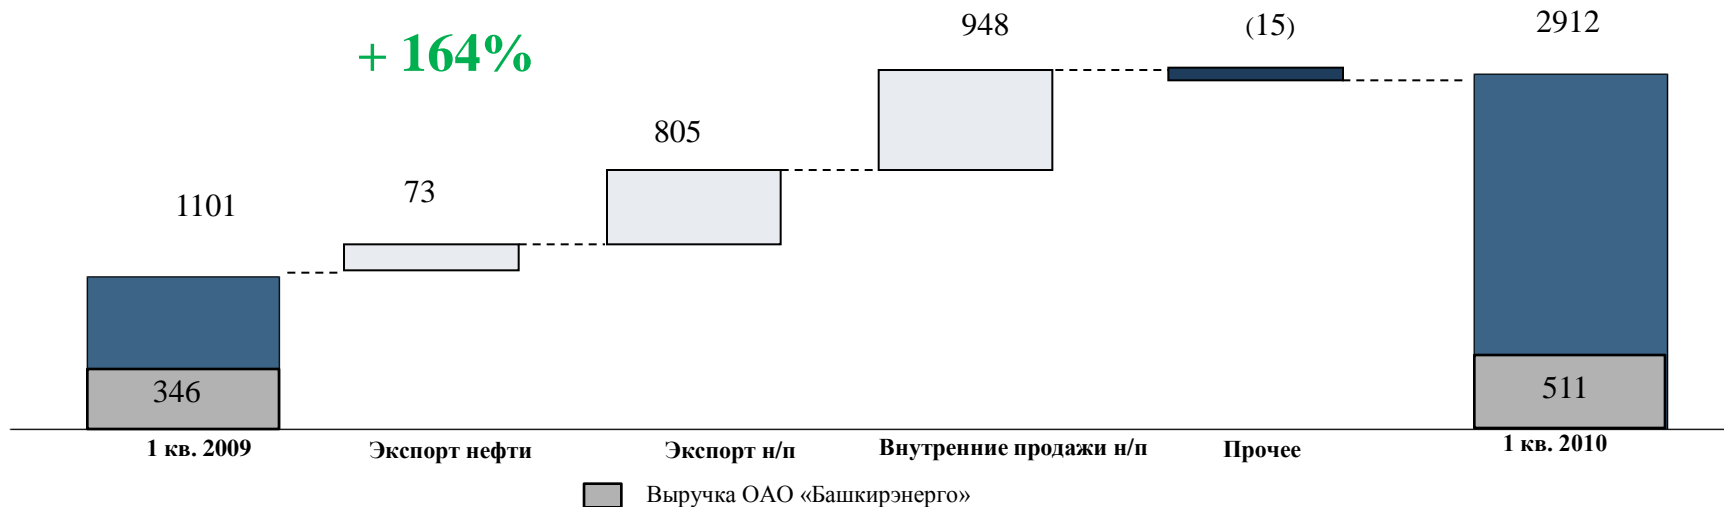 + 164%
1101
73
805
948
(15)
2912
346
511
1 кв. 2009
Экспорт нефти
Экспорт н/п
Внутренние продажи н/п
Прочее
1 кв. 2010
Выручка ОАО «Башкирэнерго»